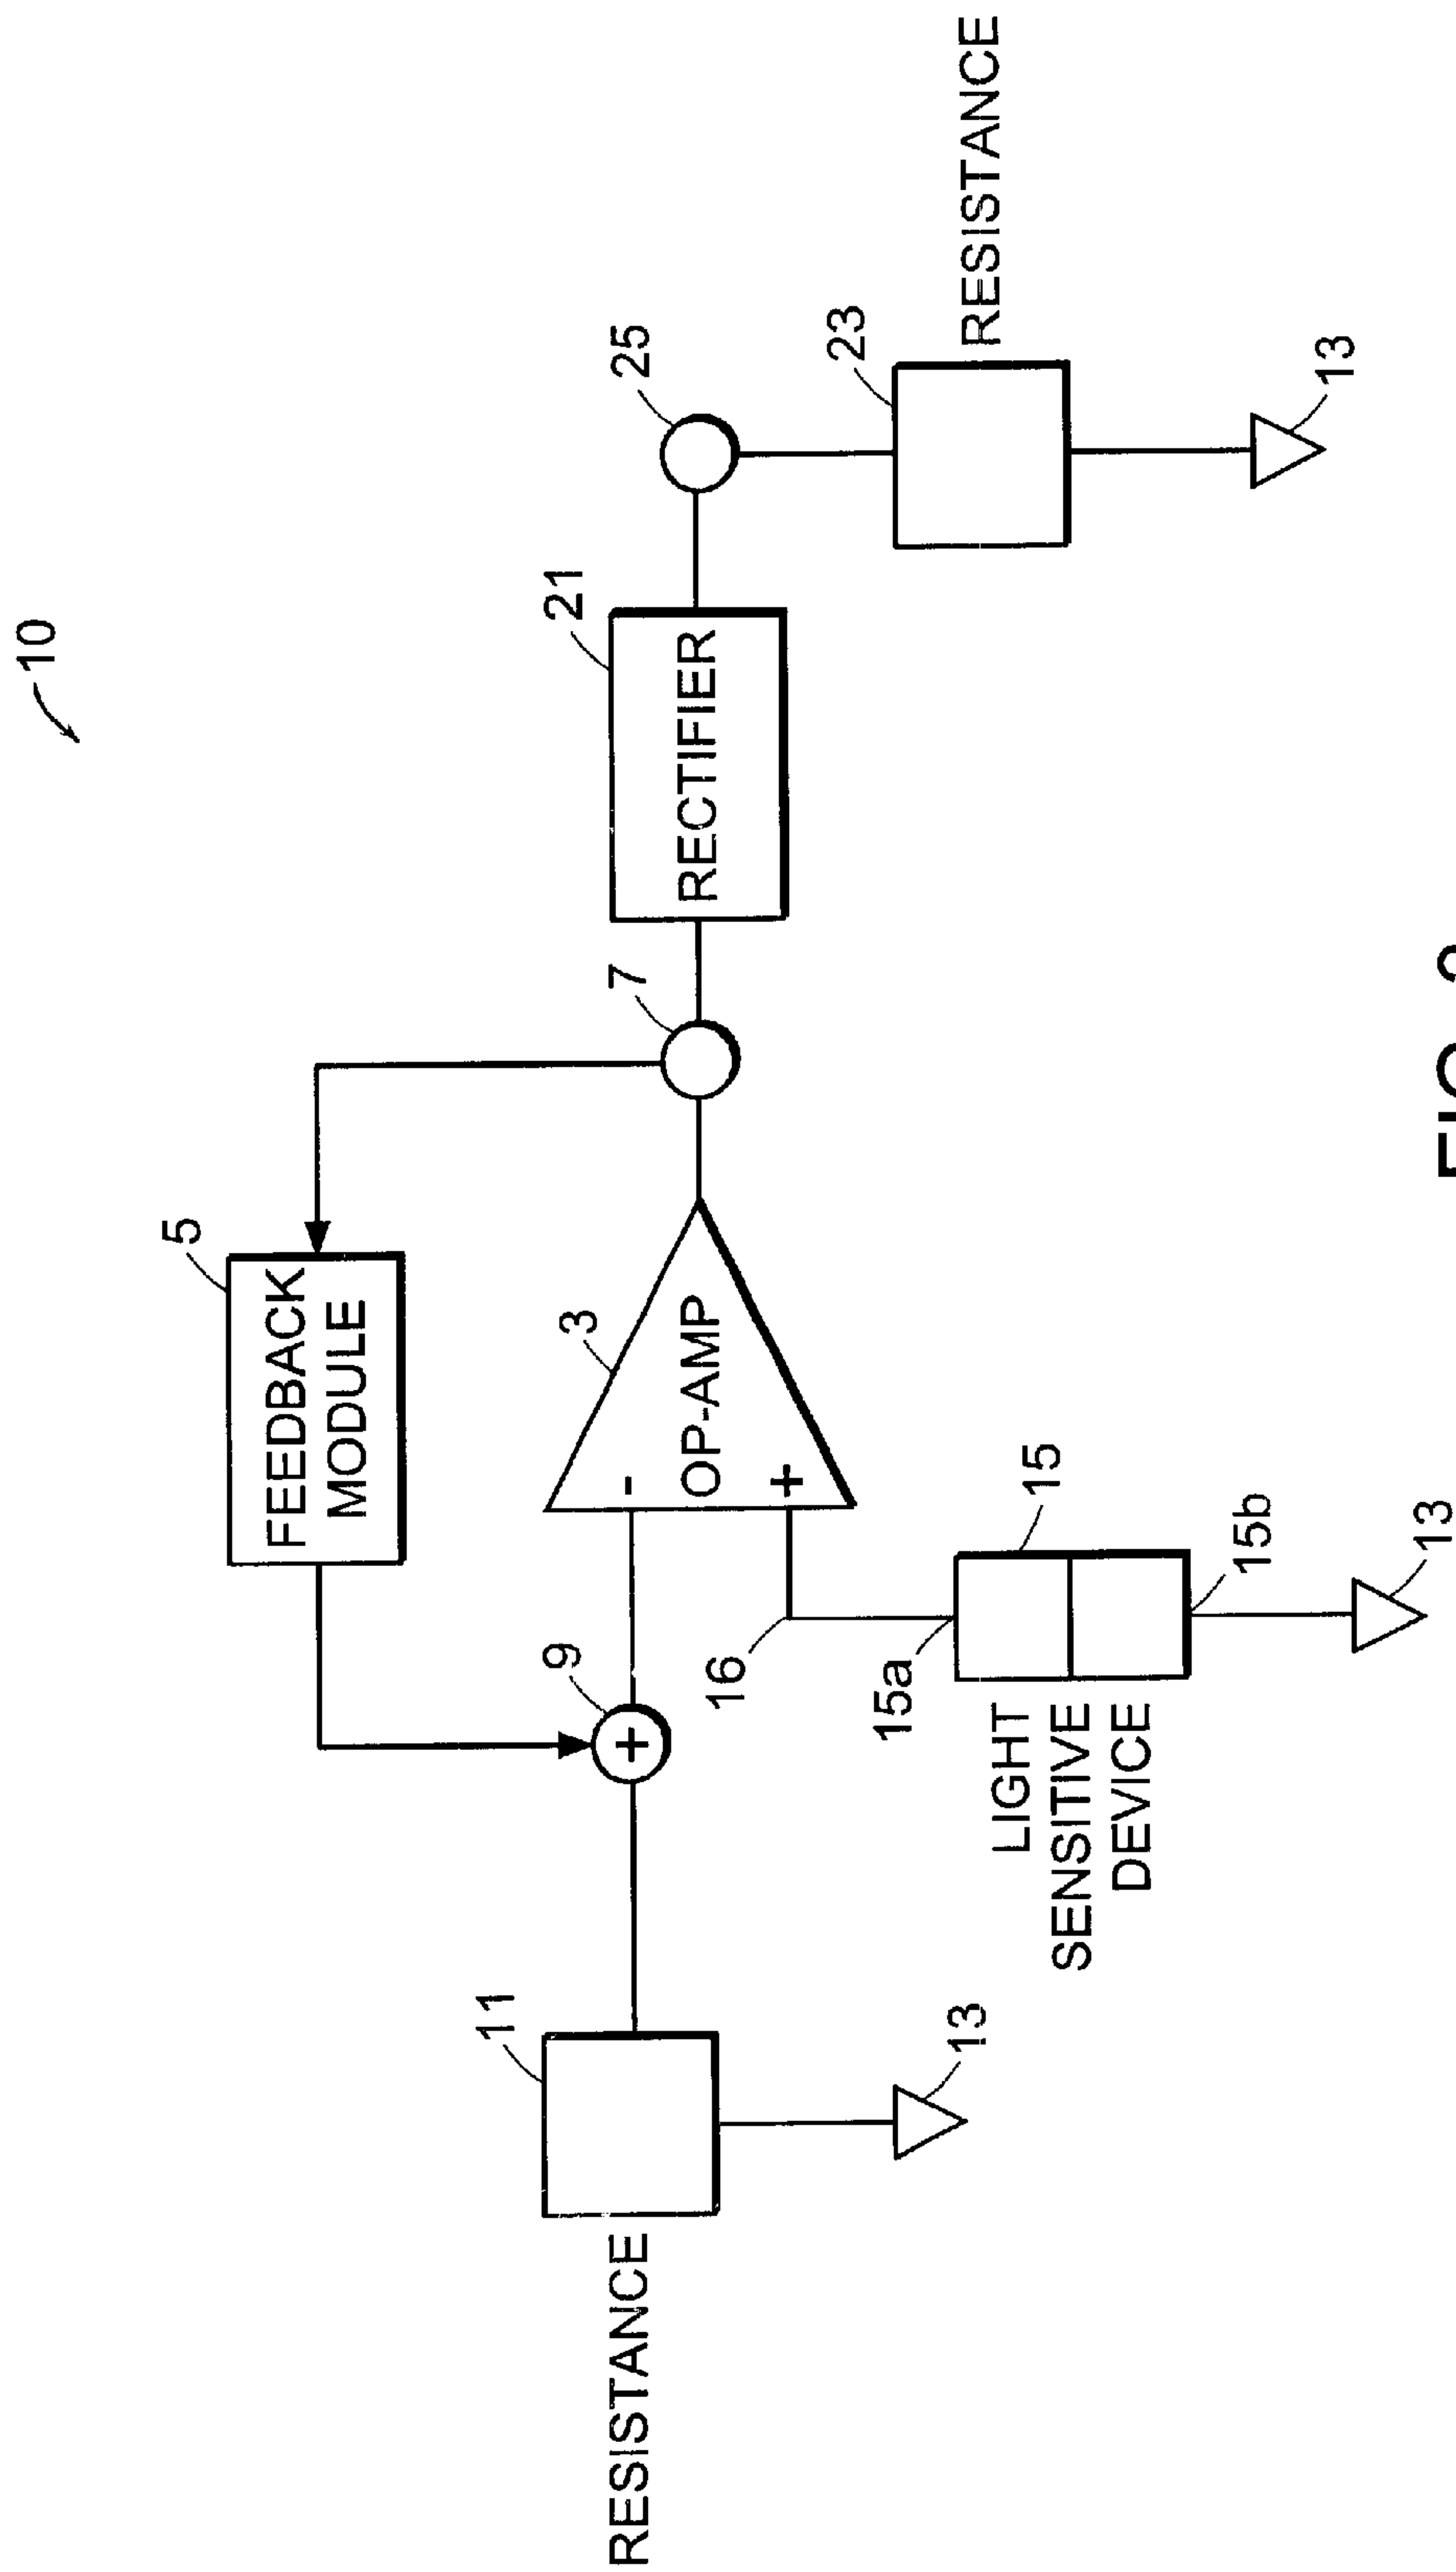 10
5
FEEDBACK
MODULE
7
21
RECTIFIER
25
3
-
OP-AMP
+
9
+
11
RESISTANCE
13
16
15a
15
LIGHT
SENSITIVE
DEVICE
15b
13
23
RESISTANCE
13